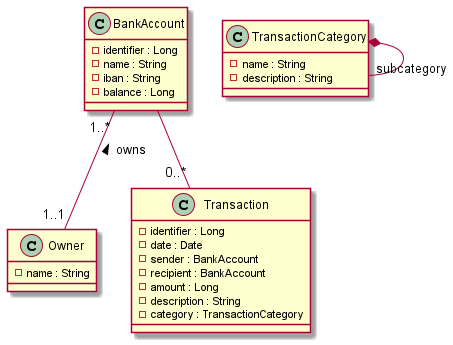 C BankAccount
identifier : Long
name : String
iban : String
balance : Long
C TransactionCategory
name : String
description : String
subcategory
1..*
owns
1..1
0..*
C Owner
name : String
C Transaction
identifier : Long
date : Date
sender : BankAccount
recipient : BankAccount
amount : Long
description : String
category : TransactionCategory